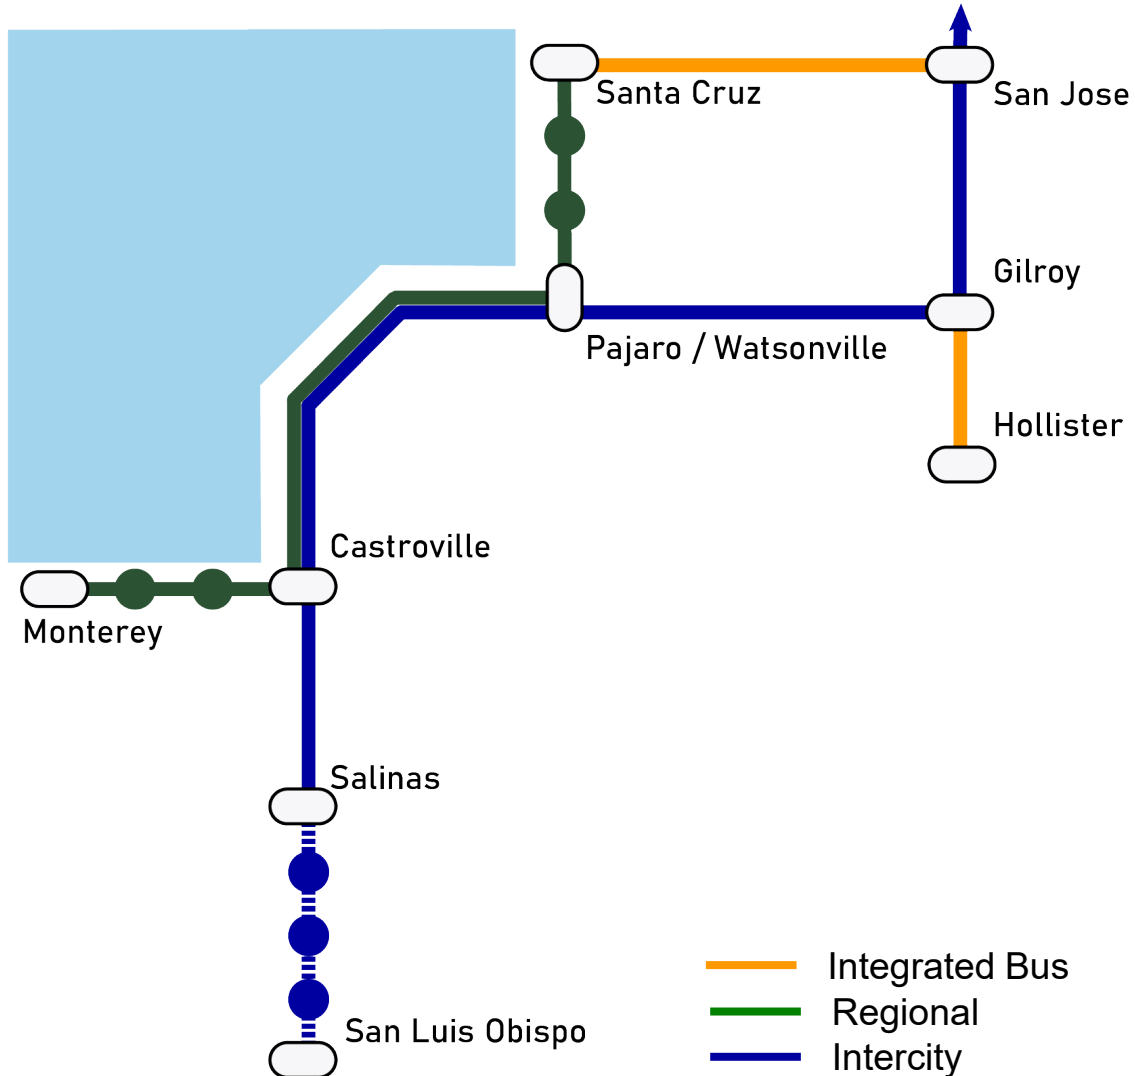 Santa Cruz
San Jose
Gilroy
Pajaro / Watsonville
Hollister
Castroville
Monterey
Salinas
San Luis Obispo
Integrated Bus
Regional
Intercity